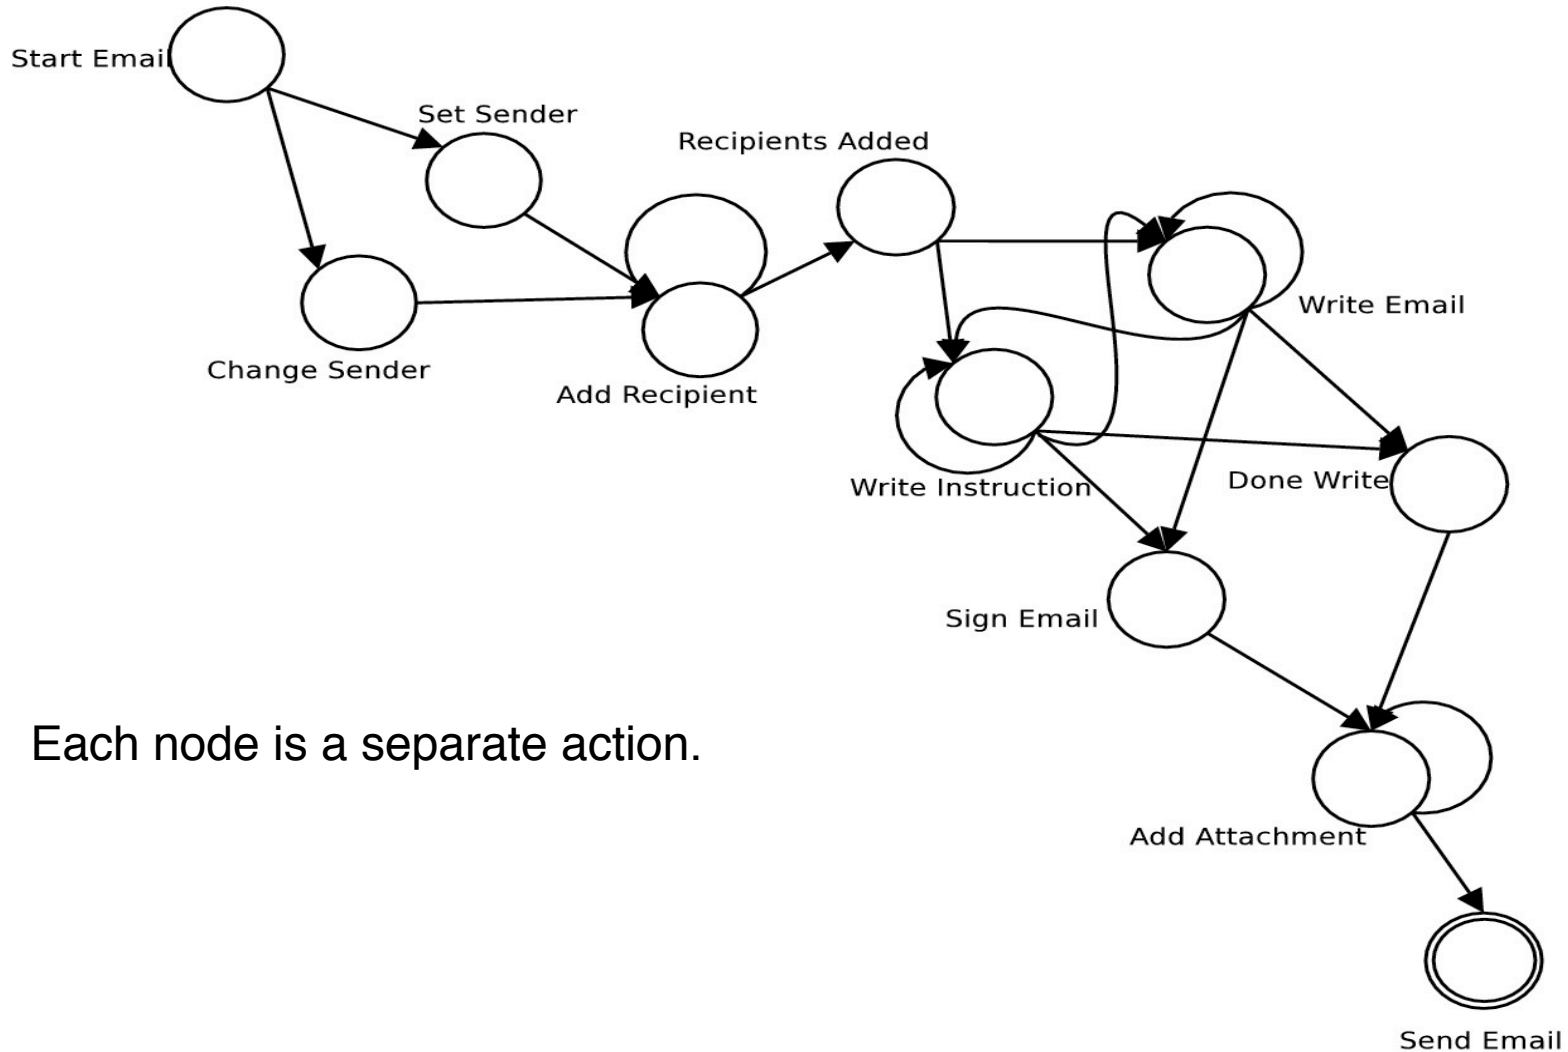 Start Email
Set Sender
Recipients Added
Write Email
Change Sender
Add Recipient
Write Instruction
Done Write
Sign Email
Each node is a separate action.
Add Attachment
Send Email